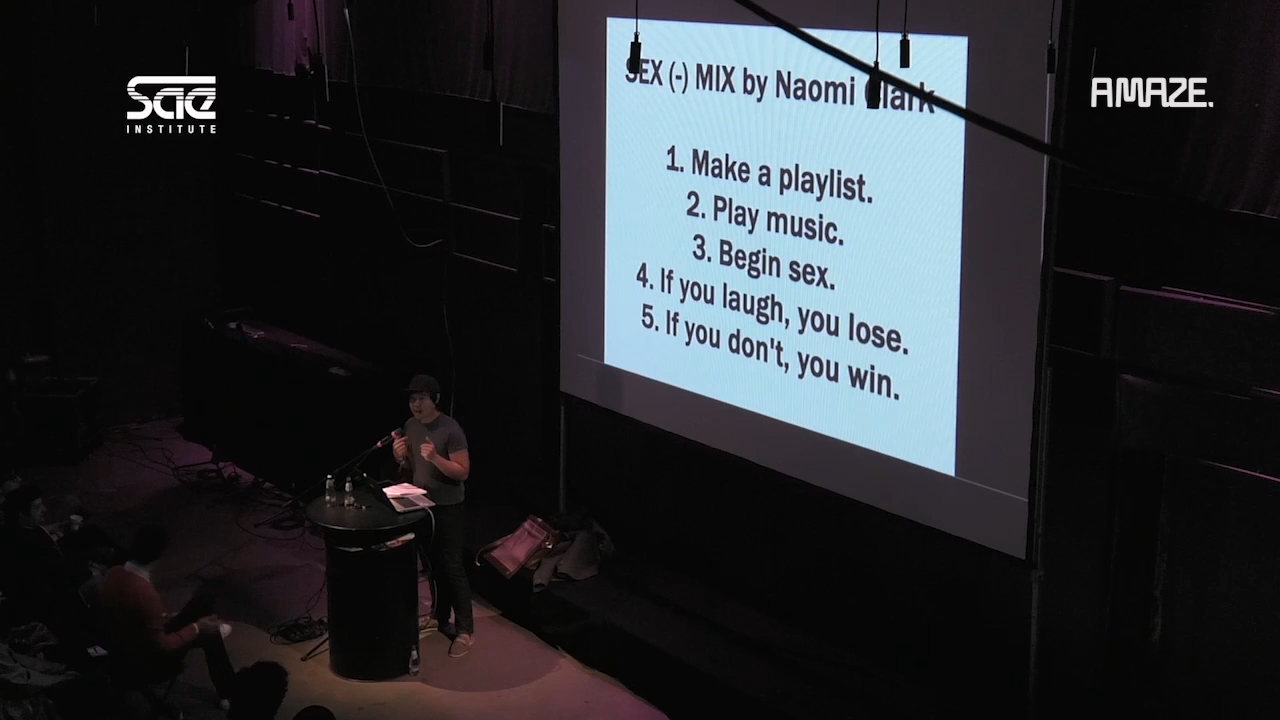 SAE
INSTITUTE
AMAZE.
SEX (-) MIX by Naomi Clark
1. Make a playlist.
2. Play music.
3. Begin sex.
4. If you laugh, you lose.
5. If you don't, you win.